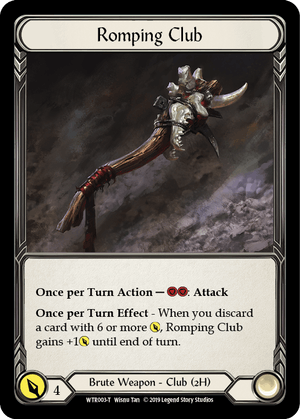 Romping Club
Once per Turn Action — : Attack
Once per Turn Effect - When you discard
a card with 6 or more , Romping Club
gains +1 until end of turn.
4
Brute Weapon - Club (2H)
WTR003-T Wisnu Tan © 2019 Legend Story Studios